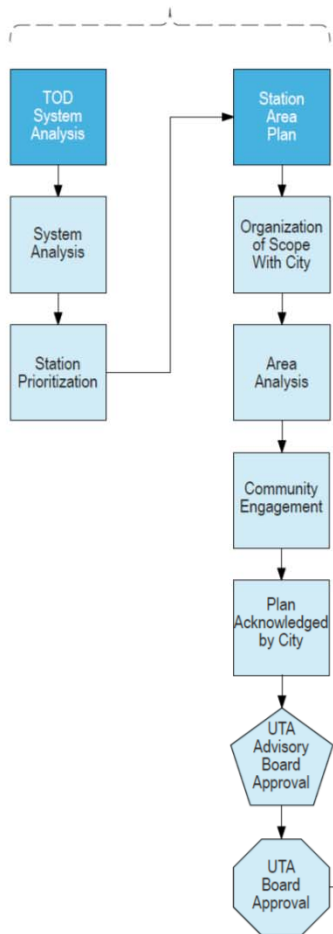 TOD
System
Analysis
System
Analysis
Station
Prioritization
Station
Area
Plan
Organization
of Scope
With City
Area
Analysis
Community
Engagement
Plan
Acknowledged
by City
UTA
Advisory
Board
Approval
UTA
Board
Approval